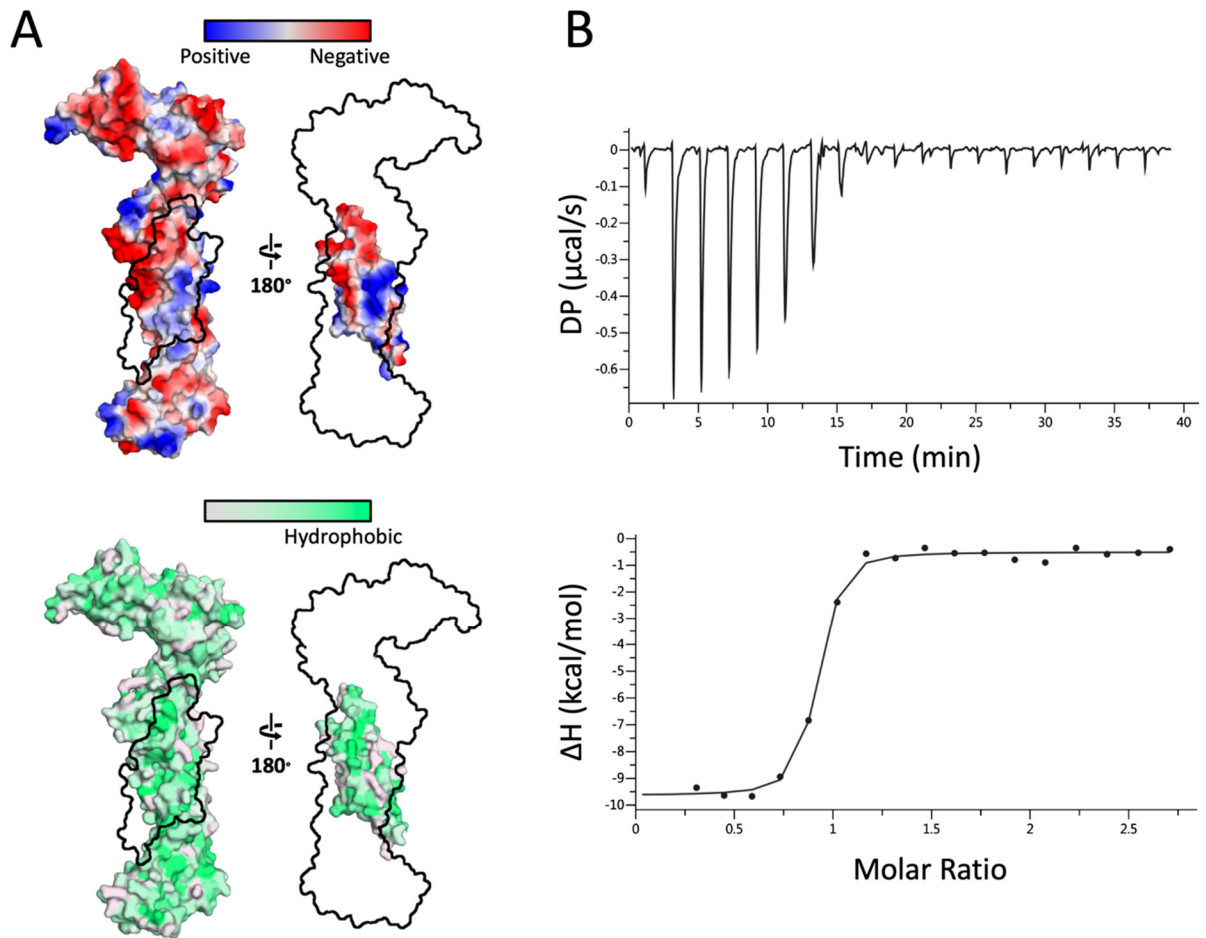 A
Positive Negative
180°
Hydrophobic
180°
B
DP (µcal/s)
0
-0.1
-0.2
-0.3
-0.4
-0.5
-0.6
0 5 10 15 20 25 30 35 40
Time (min)
ΔH (kcal/mol)
0
-1
-2
-3
-4
-5
-6
-7
-8
-9
-10
0 0.5 1 1.5 2 2.5
Molar Ratio